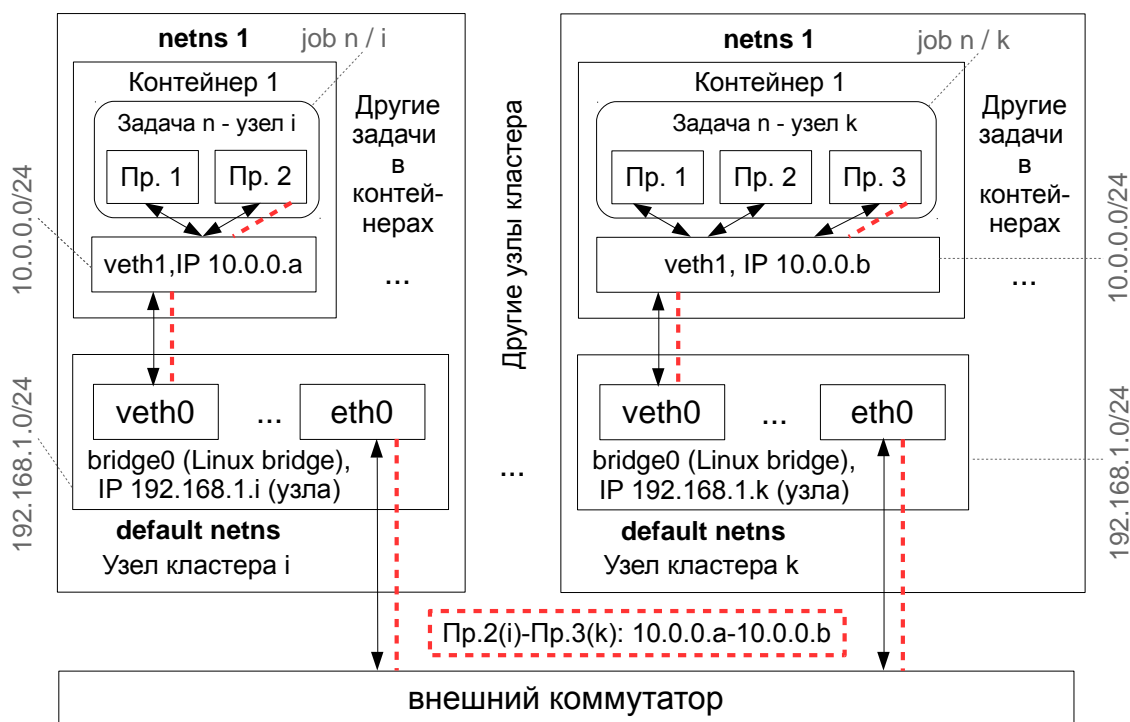 netns 1
job n / i
Контейнер 1
Задача n - узел i
Пр. 1
Пр. 2
veth1,IP 10.0.0.a
Другие
задачи
в
контей-
нерах
...
10.0.0.0/24
veth0
...
eth0
bridge0 (Linux bridge),
IP 192.168.1.i (узла)
default netns
Узел кластера i
192.168.1.0/24
Другие узлы кластера
...
netns 1
job n / k
Контейнер 1
Задача n - узел k
Пр. 1
Пр. 2
Пр. 3
veth1, IP 10.0.0.b
Другие
задачи
в
контей-
нерах
...
10.0.0.0/24
veth0
...
eth0
bridge0 (Linux bridge),
IP 192.168.1.k (узла)
default netns
Узел кластера k
192.168.1.0/24
Пр.2(i)-Пр.3(k): 10.0.0.a-10.0.0.b
внешний коммутатор